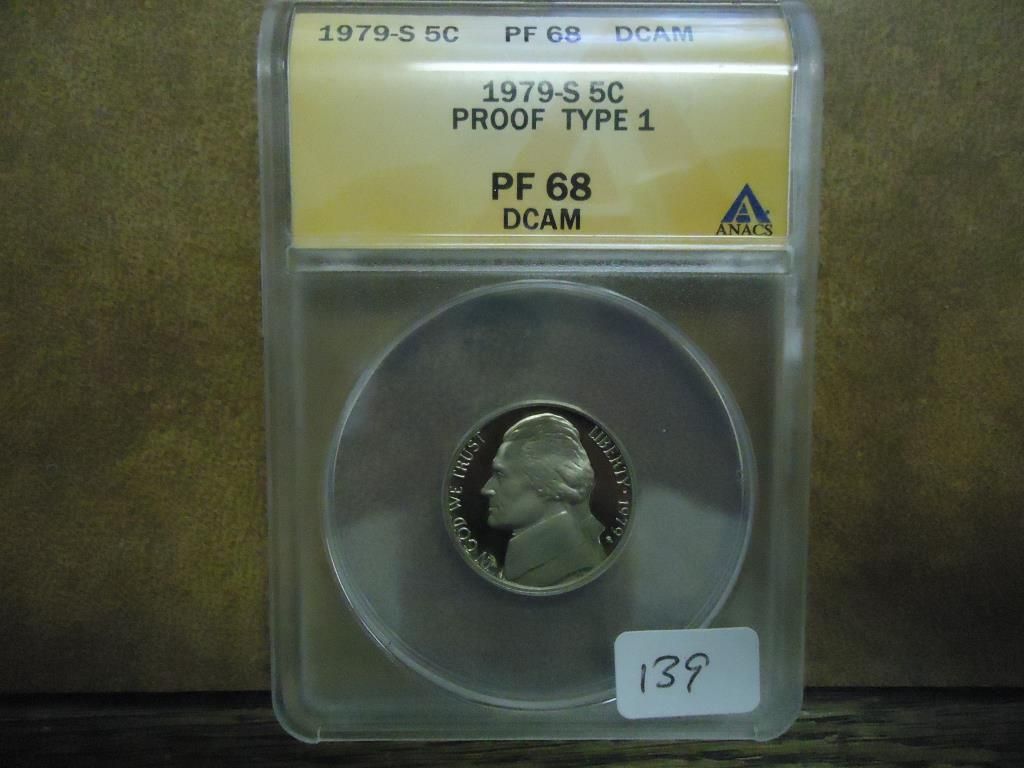 1979-S 5C PF 68 DCAM
1979-S 5C
PROOF TYPE 1
PF 68
DCAM
A
ANACS
IN GOD WE TRUST
LIBERTY · 1979 S
139